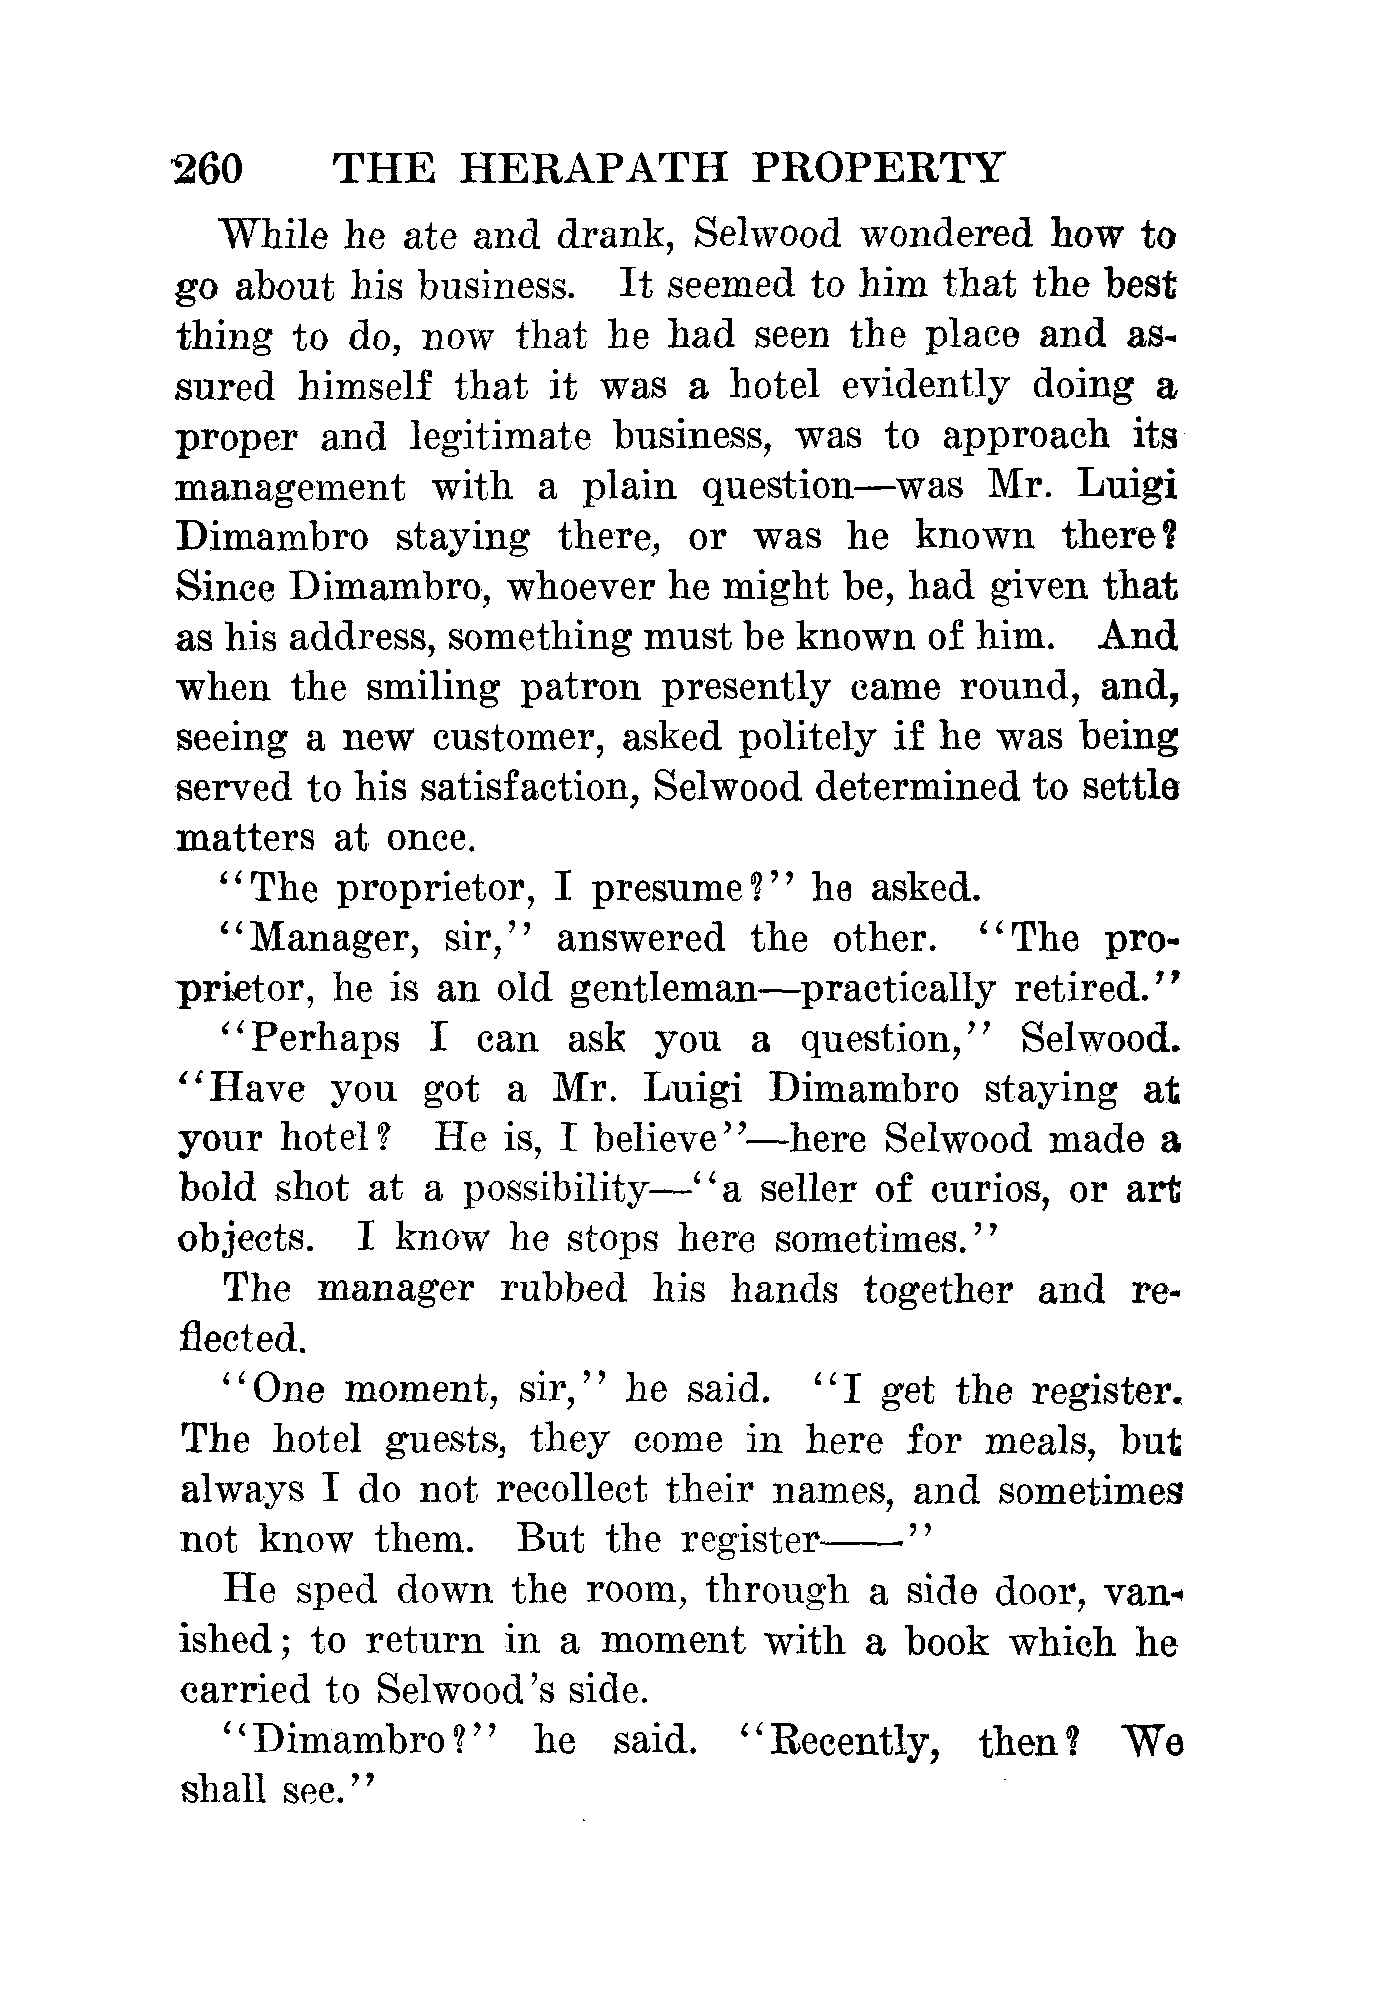 260 THE HERAPATH PROPERTY
While he ate and drank, Selwood wondered how to
go about his business. It seemed to him that the best
thing to do, now that he had seen the place and as-
sured himself that it was a hotel evidently doing a
proper and legitimate business, was to approach its
management with a plain question—was Mr. Luigi
Dimambro staying there, or was he known there?
Since Dimambro, whoever he might be, had given that
as his address, something must be known of him. And
when the smiling patron presently came round, and,
seeing a new customer, asked politely if he was being
served to his satisfaction, Selwood determined to settle
matters at once.
"The proprietor, I presume?" he asked.
"Manager, sir," answered the other. "The pro-
prietor, he is an old gentleman—practically retired."
"Perhaps I can ask you a question," Selwood.
"Have you got a Mr. Luigi Dimambro staying at
your hotel? He is, I believe"—here Selwood made a
bold shot at a possibility—"a seller of curios, or art
objects. I know he stops here sometimes."
The manager rubbed his hands together and re-
flected.
"One moment, sir," he said. "I get the register.
The hotel guests, they come in here for meals, but
always I do not recollect their names, and sometimes
not know them. But the register——"
He sped down the room, through a side door, van-
ished; to return in a moment with a book which he
carried to Selwood's side.
"Dimambro?" he said. "Recently, then? We
shall see."